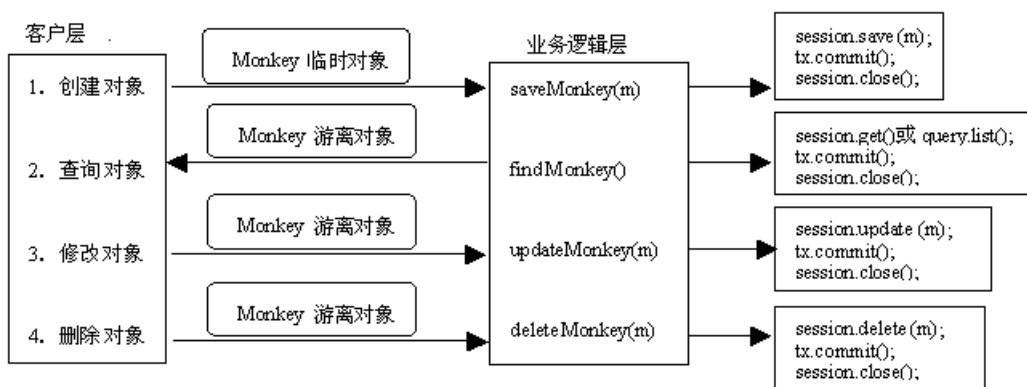 客户层
1. 创建对象
2. 查询对象
3. 修改对象
4. 删除对象
Monkey 临时对象
Monkey 游离对象
Monkey 游离对象
Monkey 游离对象
业务逻辑层
saveMonkey(m)
findMonkey()
updateMonkey(m)
deleteMonkey(m)
session.save (m);
tx.commit();
session.close();
session.get()或 query.list();
tx.commit();
session.close();
session.update (m);
tx.commit();
session.close();
session.delete (m);
tx.commit();
session.close();